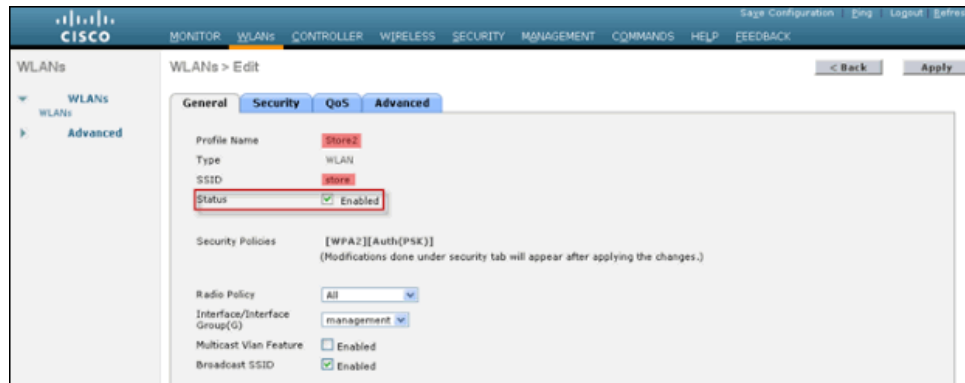 Save Configuration Ping Logout Refres
CISCO
MONITOR WLANs CONTROLLER WIRELESS SECURITY MANAGEMENT COMMANDS HELP FEEDBACK
WLANs
WLANs > Edit
< Back Apply
WLANs
WLANs
Advanced
General Security QoS Advanced
Profile Name Store2
Type WLAN
SSID store
Status Enabled
Security Policies [WPA2][Auth(PSK)]
(Modifications done under security tab will appear after applying the changes.)
Radio Policy All
Interface/Interface
Group(G) management
Multicast Vlan Feature Enabled
Broadcast SSID Enabled